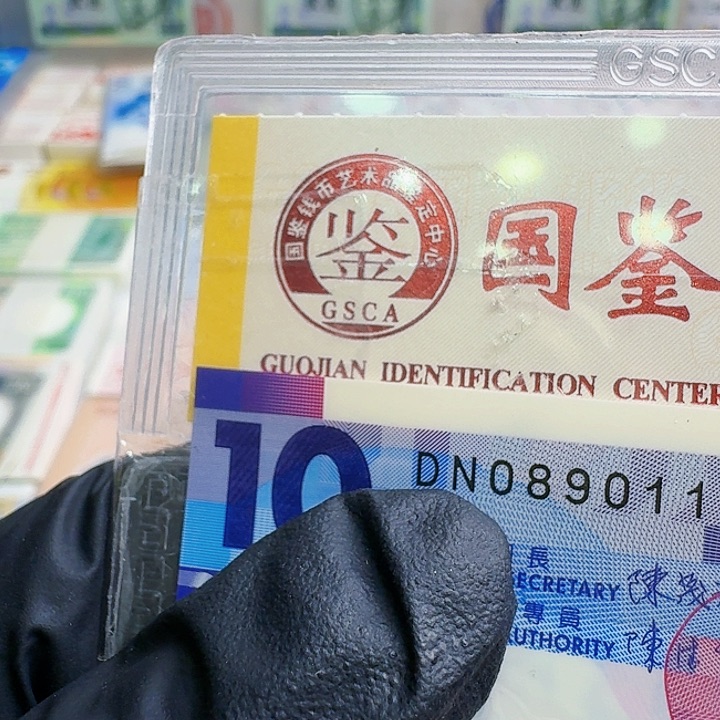 GSC
国鉴钱币艺术品鉴定中心
鉴
GSCA
国鉴
GUOJIAN IDENTIFICATION CENTER
10
DN089011
長
SECRETARY
專員
AUTHORITY